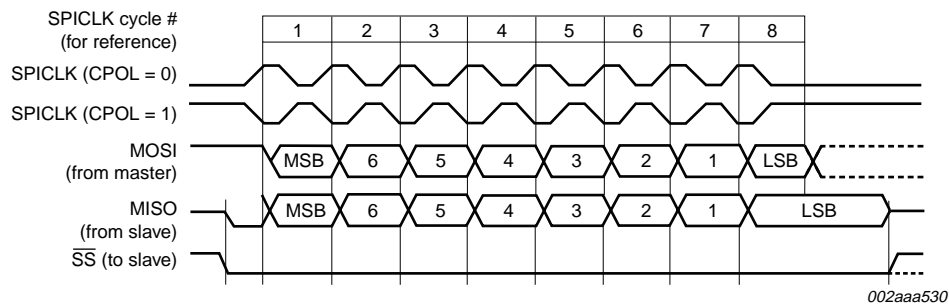 SPICLK cycle #
(for reference)
1 2 3 4 5 6 7 8
SPICLK (CPOL = 0)
SPICLK (CPOL = 1)
MOSI
(from master)
MSB 6 5 4 3 2 1 LSB
MISO
(from slave)
MSB 6 5 4 3 2 1 LSB
S̅S̅ (to slave)
002aaa530